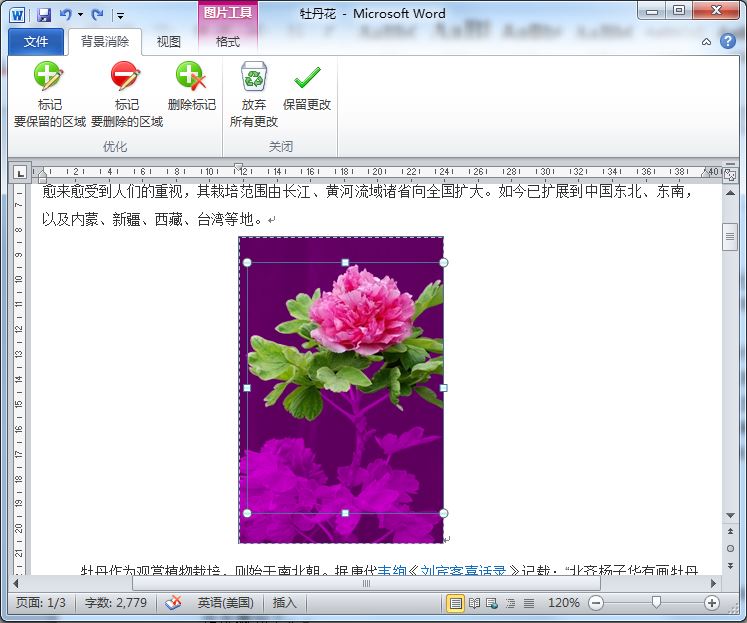 图片工具
牡丹花 - Microsoft Word
文件 背景消除 视图 格式
标记 要保留的区域
标记 要删除的区域
删除标记
放弃 所有更改
保留更改
优化 关闭
2 4 6 8 10 12 14 16 18 20 22 24 26 28 30 32 34 36 38 40
愈来愈受到人们的重视，其栽培范围由长江、黄河流域诸省向全国扩大。如今已扩展到中国东北、东南，
以及内蒙、新疆、西藏、台湾等地。
牡丹作为观赏植物栽培，则始于南北朝。据唐代韦绚《刘宾客嘉话录》记载：“北齐杨子华有画牡丹
页面: 1/3 字数: 2,779 英语(美国) 插入 120%